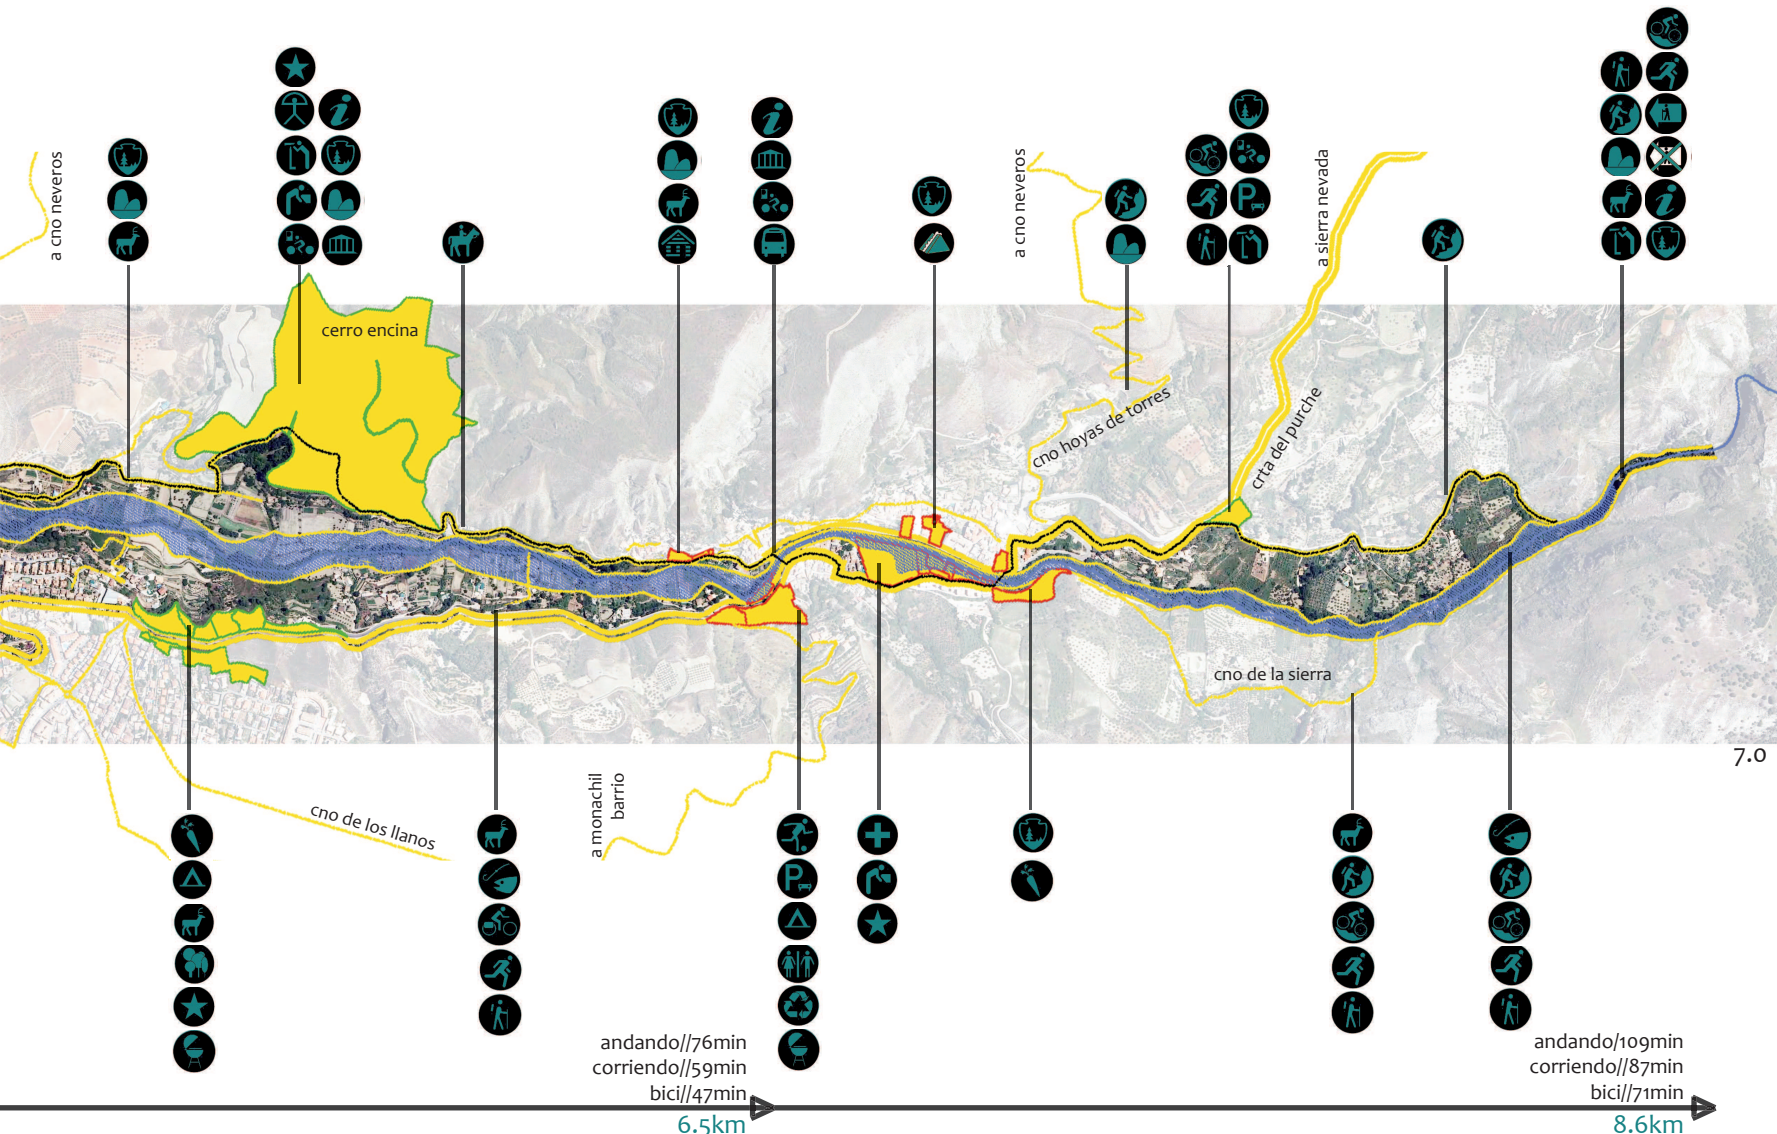 a cno neveros
cerro encina
a cno neveros
a sierra nevada
cno hoyas de torres
crta del purche
cno de la sierra
7.0
cno de los llanos
a monachil
barrio
P
P
andando//76min
corriendo//59min
bici//47min
6.5km
andando/109min
corriendo//87min
bici//71min
8.6km